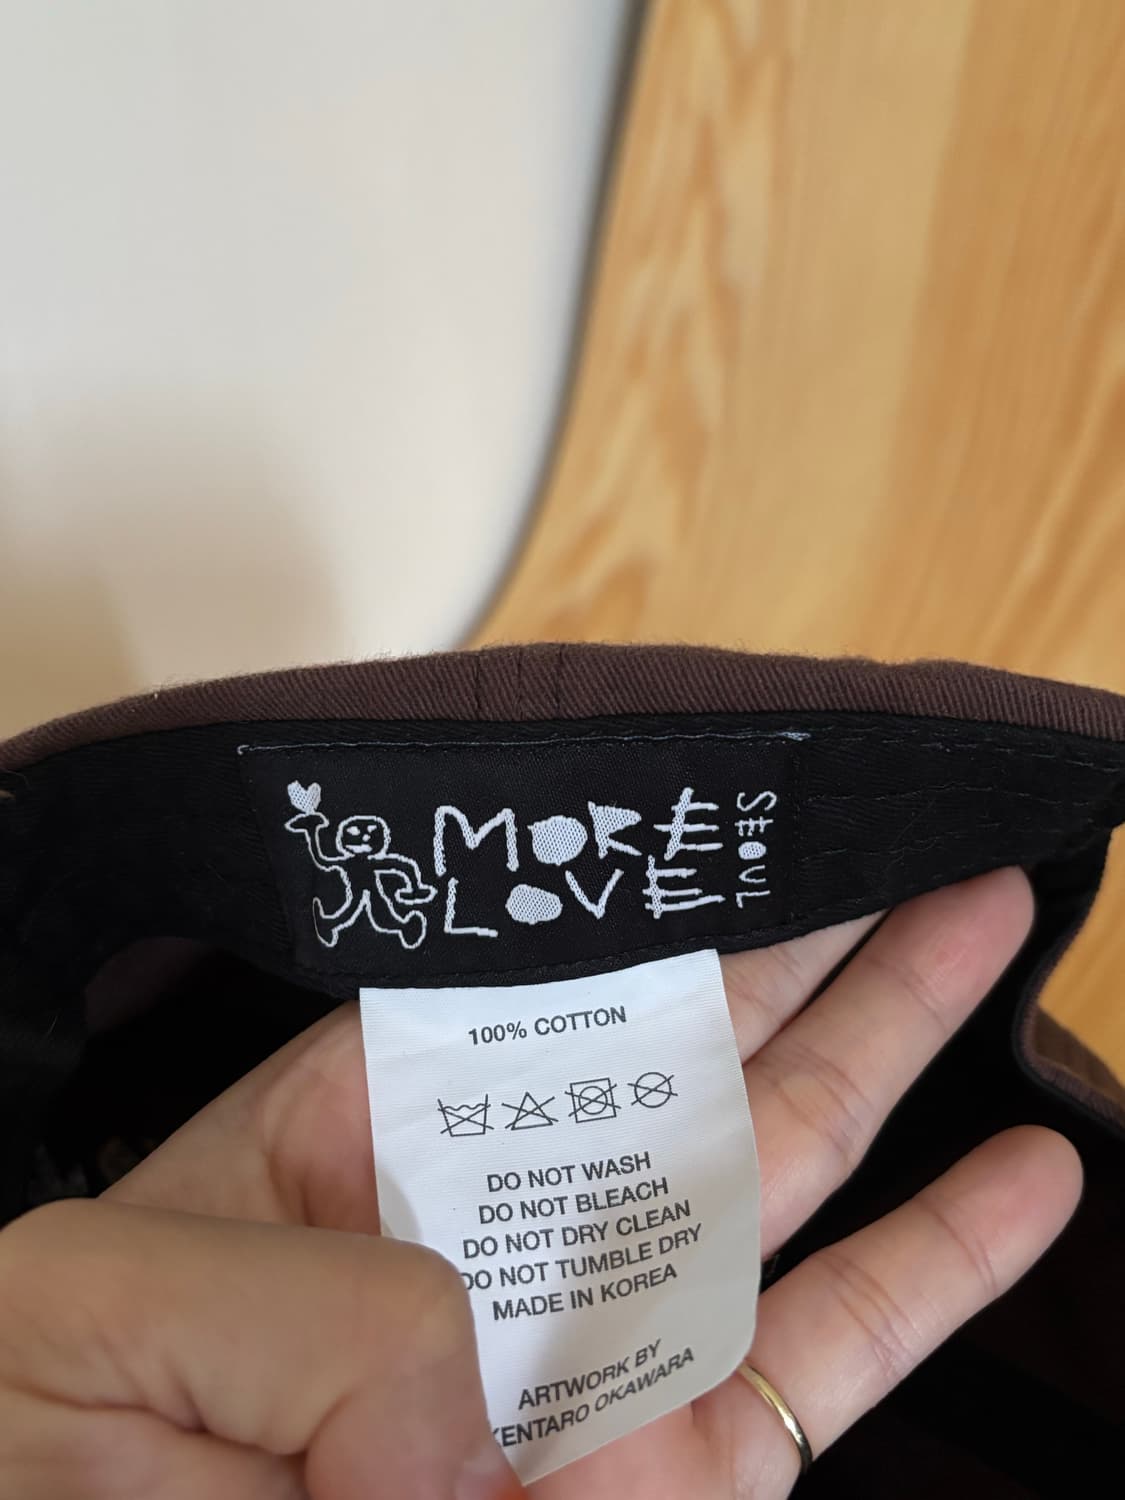 MORE
LOVE
SEOUL
100% COTTON
DO NOT WASH
DO NOT BLEACH
DO NOT DRY CLEAN
DO NOT TUMBLE DRY
MADE IN KOREA
ARTWORK BY
KENTARO OKAWARA